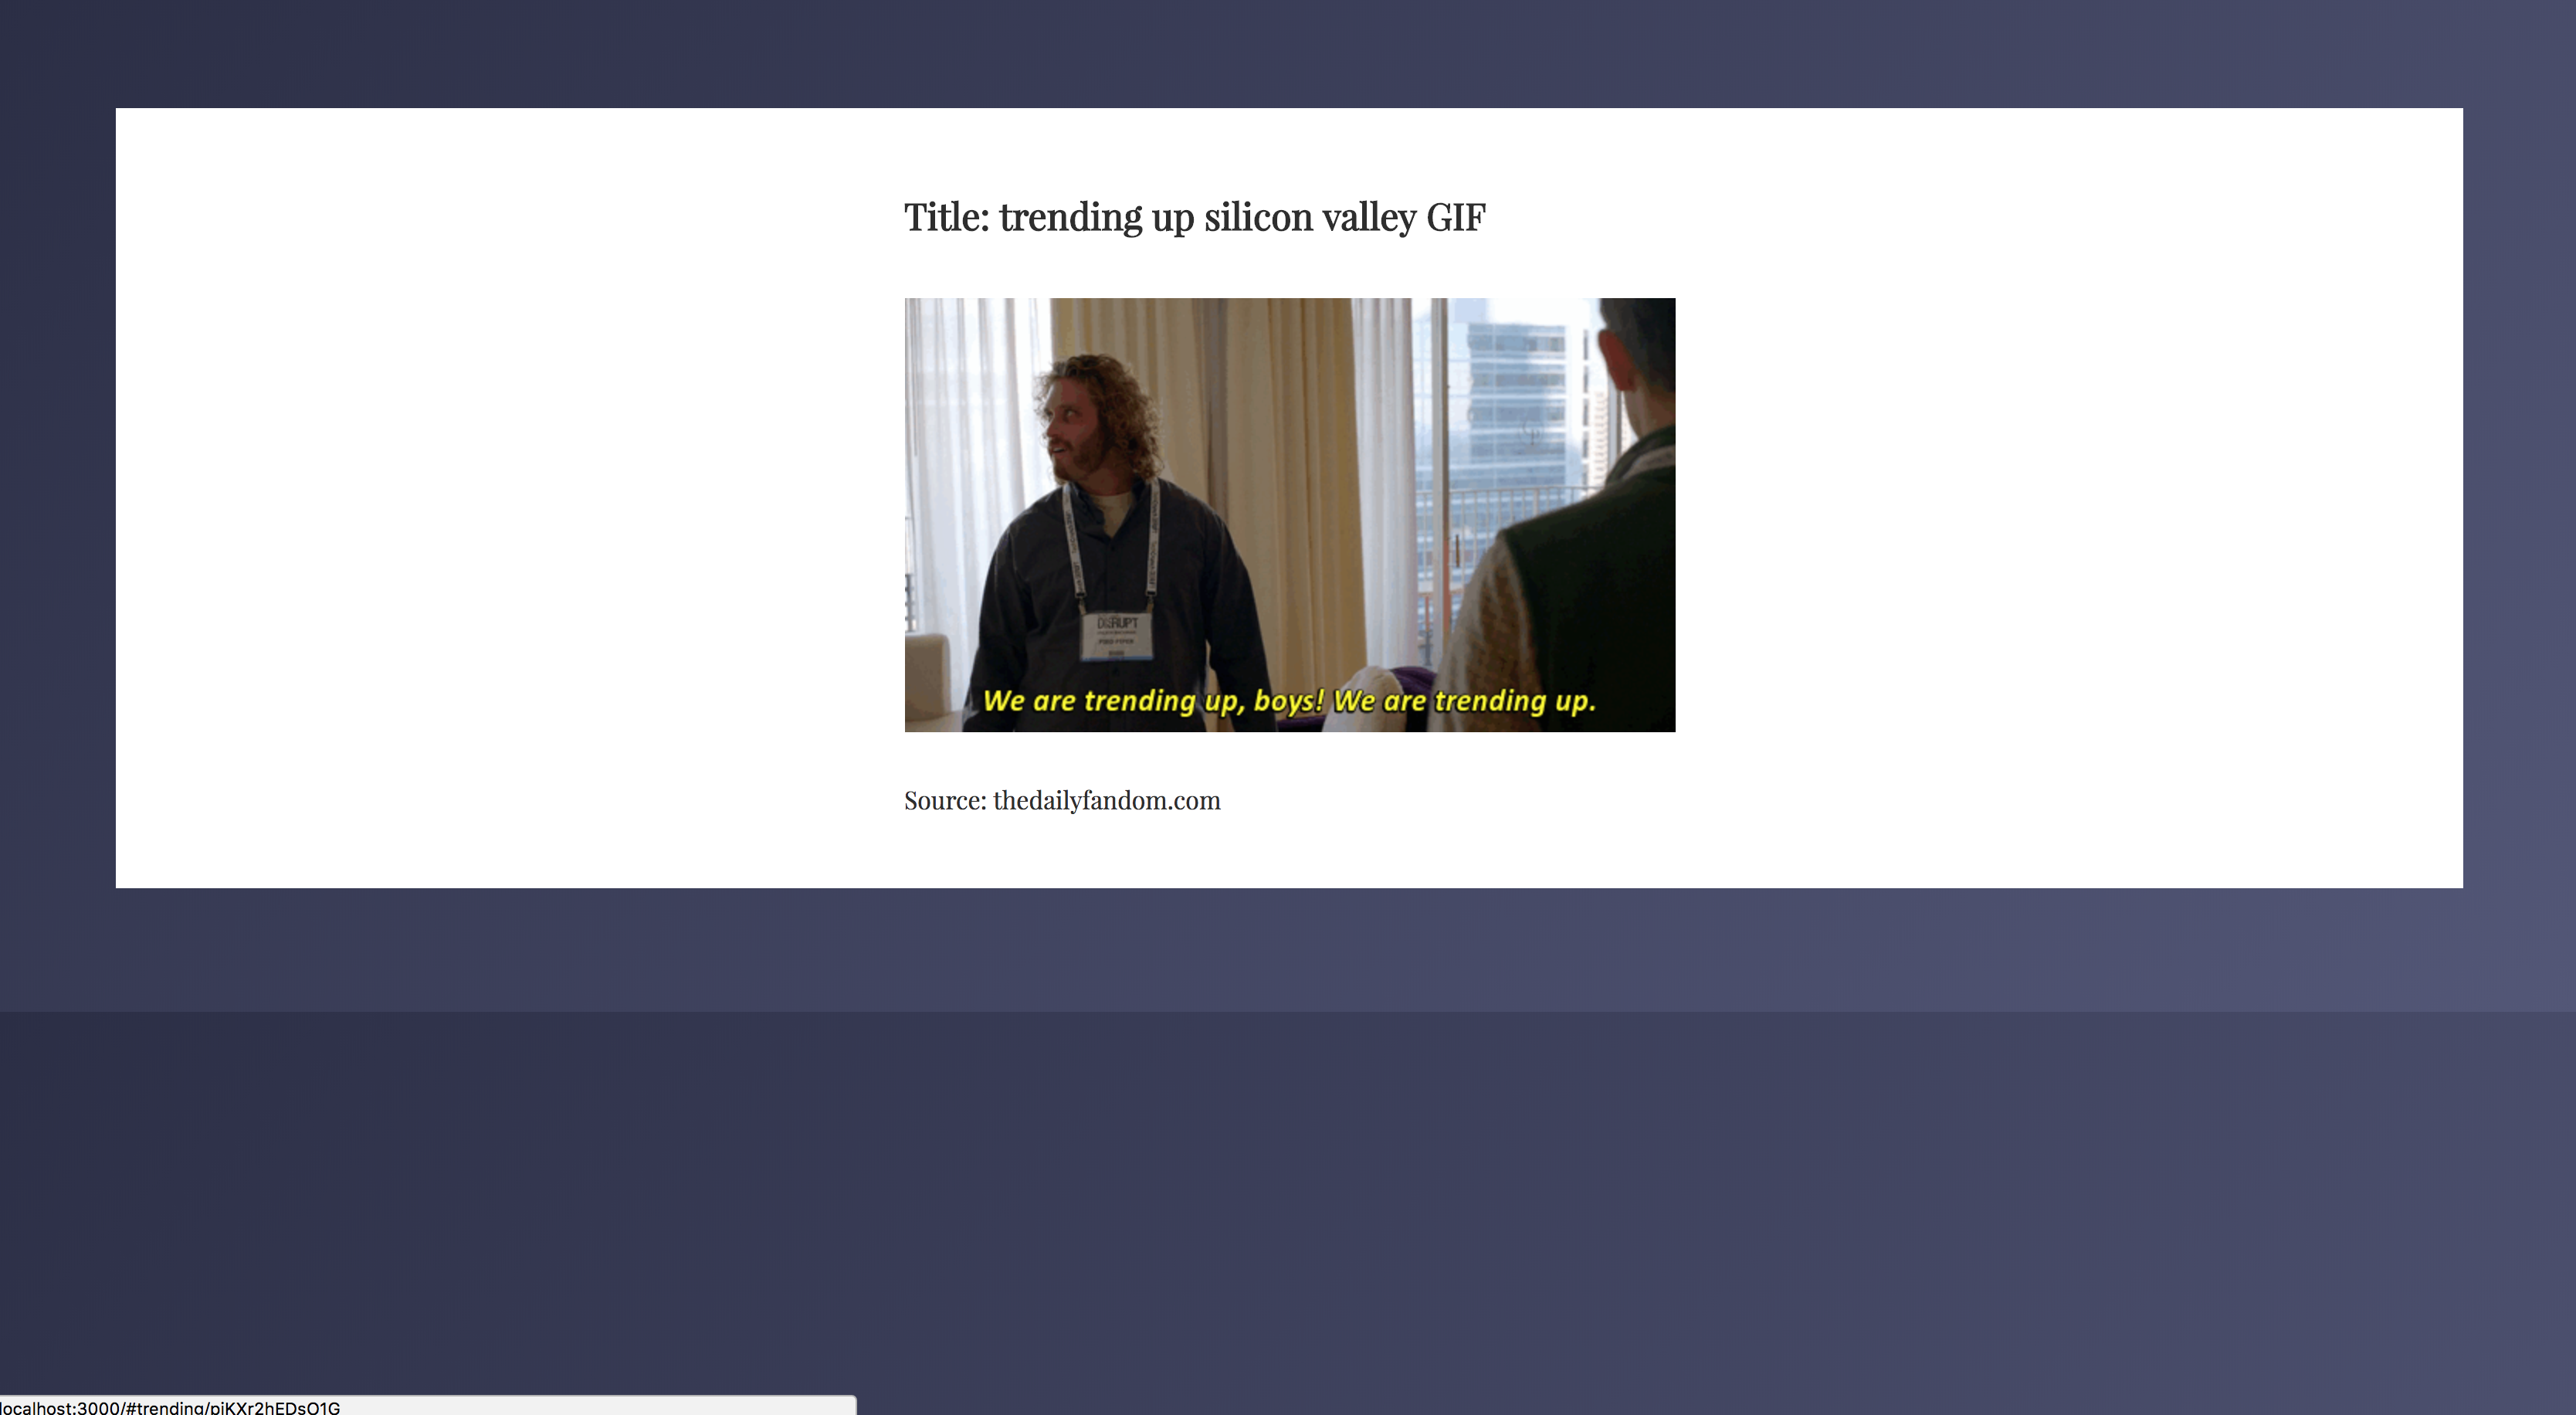 Title: trending up silicon valley GIF
DISRUPT
We are trending up, boys! We are trending up.
Source: thedailyfandom.com
localhost:3000/#trending/piKXr2hEDsO1G